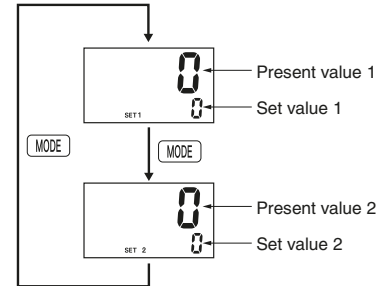 0 Present value 1
SET1 0 Set value 1
MODE MODE
0 Present value 2
SET 2 0 Set value 2